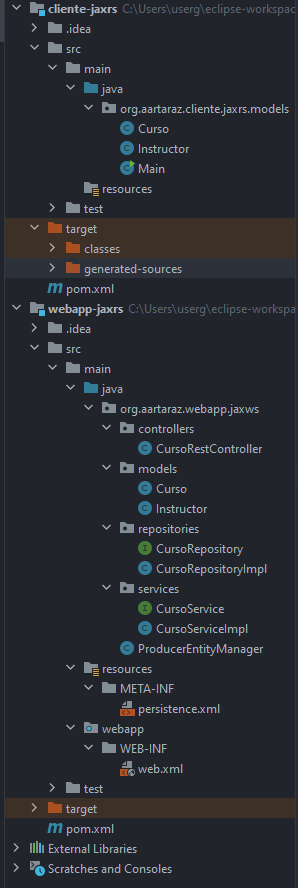 cliente-jaxrs C:\Users\userg\eclipse-workspac
.idea
src
main
java
org.aartaraz.cliente.jaxrs.models
Curso
Instructor
Main
resources
test
target
classes
generated-sources
pom.xml
webapp-jaxrs C:\Users\userg\eclipse-workspa
.idea
src
main
java
org.aartaraz.webapp.jaxws
controllers
CursoRestController
models
Curso
Instructor
repositories
CursoRepository
CursoRepositoryImpl
services
CursoService
CursoServiceImpl
ProducerEntityManager
resources
META-INF
persistence.xml
webapp
WEB-INF
web.xml
test
target
pom.xml
External Libraries
Scratches and Consoles